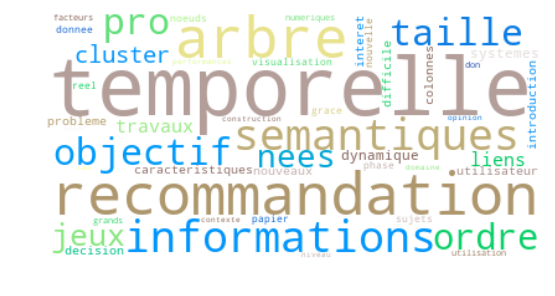 facteurs pro noeuds numeriques interet nouvelle taille
donnee arbre
cluster performances visualisation difficile colonnes systemes
temporelle don
reel
probleme travaux construction grace opinion introduction
semantiques
objectif nees dynamique liens
caracteristiques nouveaux phase domaine utilisateur
recommandation
grands contexte papier sujets
jeux informations ordre
decision niveau utilisation